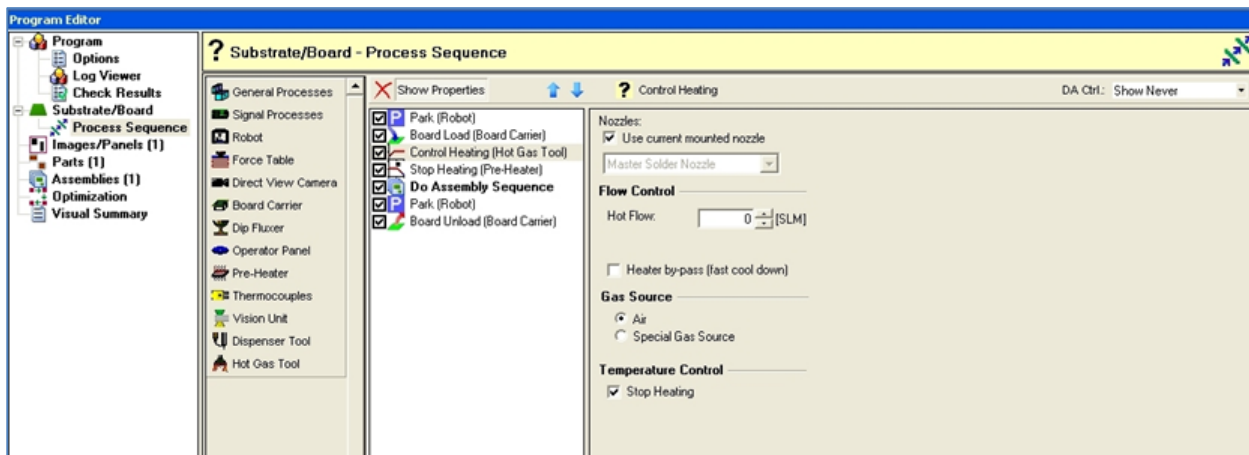 Program Editor
Program
Options
Log Viewer
Check Results
Substrate/Board
Process Sequence
Images/Panels (1)
Parts (1)
Assemblies (1)
Optimization
Visual Summary
? Substrate/Board - Process Sequence
General Processes
Signal Processes
Robot
Force Table
Direct View Camera
Board Carrier
Dip Fluxer
Operator Panel
Pre-Heater
Thermocouples
Vision Unit
Dispenser Tool
Hot Gas Tool
Show Properties
? Control Heating
DA Ctrl.: Show Never
P Park (Robot)
Board Load (Board Carrier)
Control Heating (Hot Gas Tool)
Stop Heating (Pre-Heater)
Do Assembly Sequence
P Park (Robot)
Board Unload (Board Carrier)
Nozzles:
Use current mounted nozzle
Master Solder Nozzle
Flow Control
Hot Flow: 0 [SLM]
Heater by-pass (fast cool down)
Gas Source
Air
Special Gas Source
Temperature Control
Stop Heating